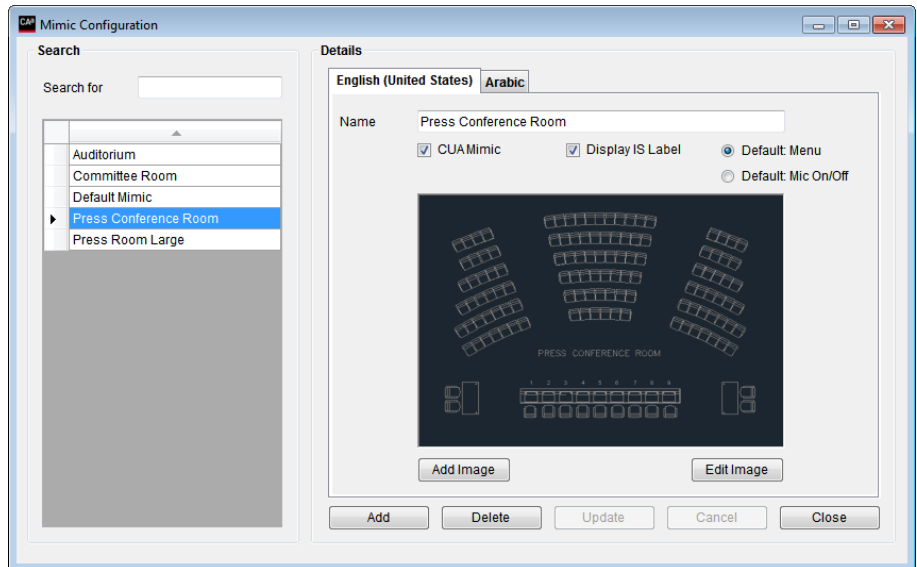 CAP Mimic Configuration
Search
Search for
Auditorium
Committee Room
Default Mimic
Press Conference Room
Press Room Large
Details
English (United States) Arabic
Name Press Conference Room
CUA Mimic Display IS Label Default: Menu
Default: Mic On/Off
PRESS CONFERENCE ROOM
1 2 3 4 5 6 7 8 9
Add Image Edit Image
Add Delete Update Cancel Close